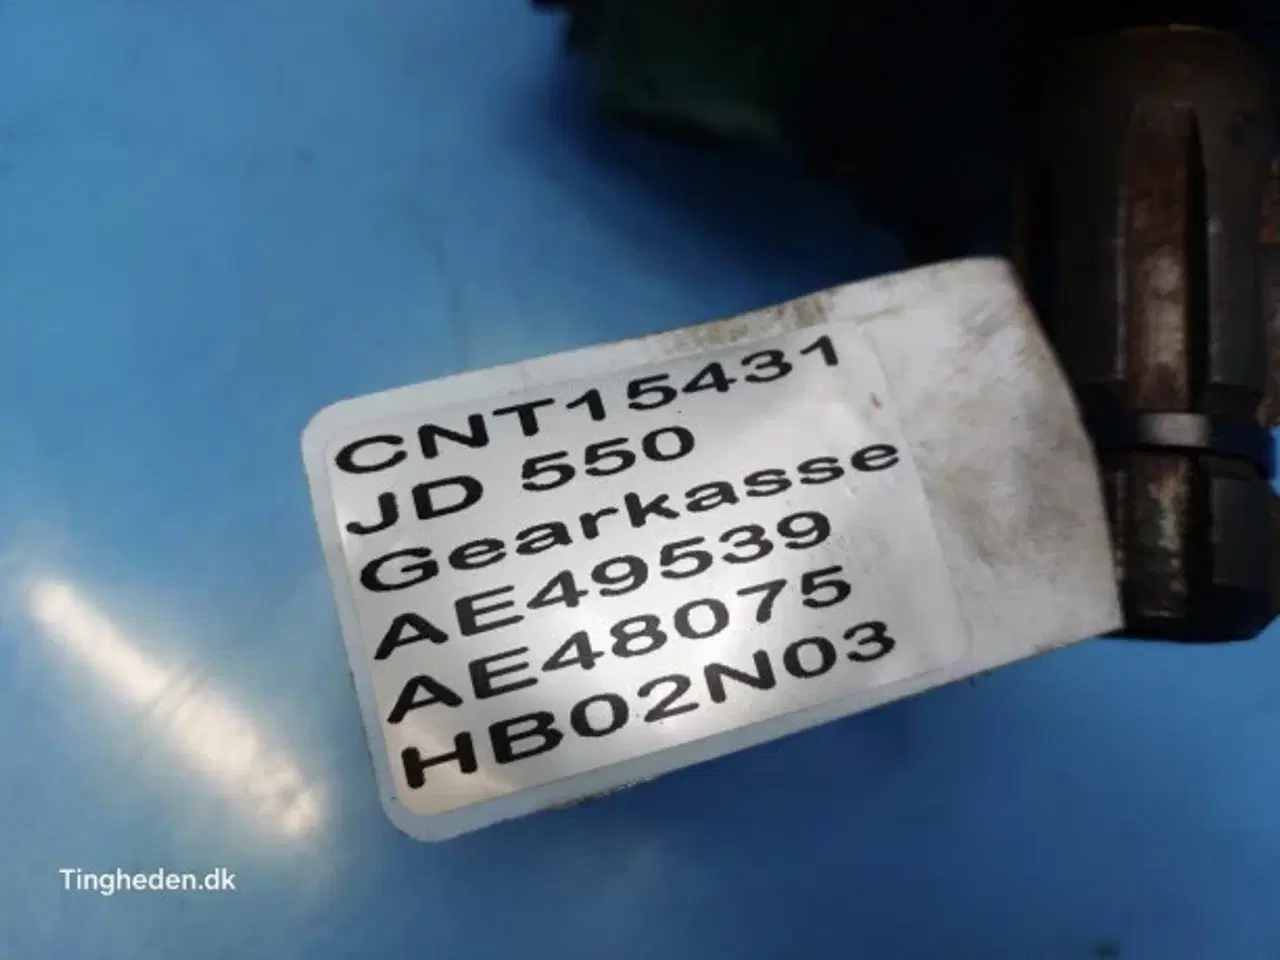 CNT15431
JD 550
Gearkasse
AE49539
AE48075
HB02N03
Tingheden.dk